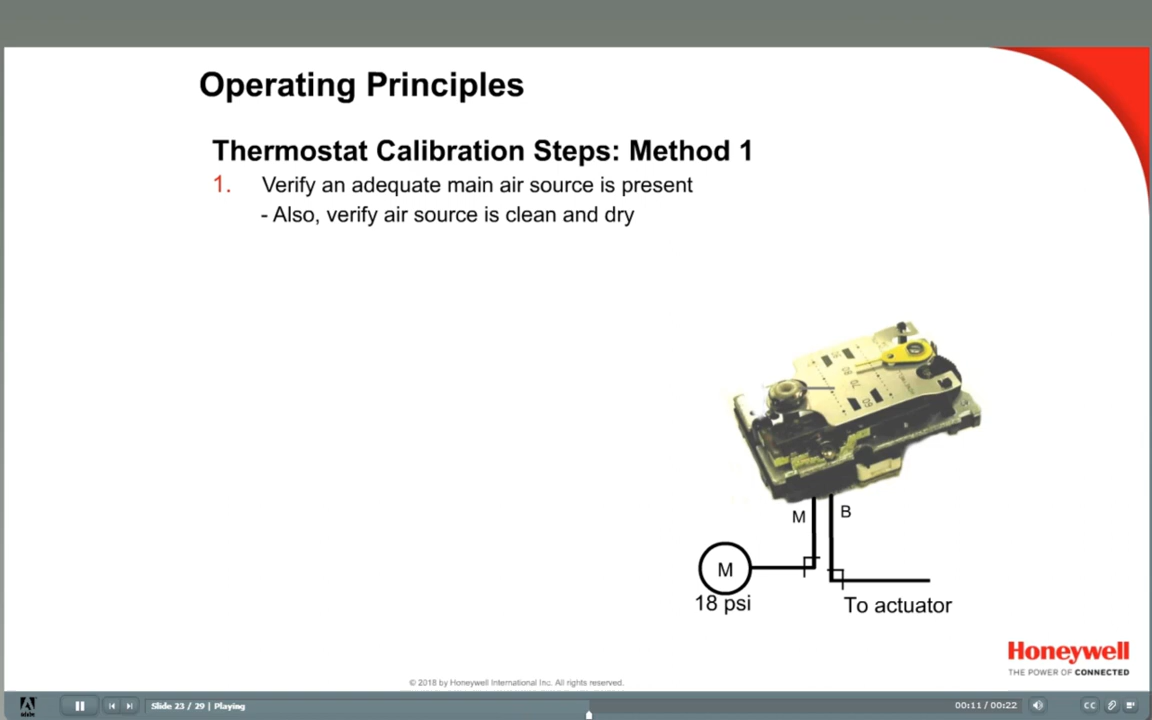 Operating Principles
Thermostat Calibration Steps: Method 1
1. Verify an adequate main air source is present
- Also, verify air source is clean and dry
M
B
M
18 psi
To actuator
Honeywell
THE POWER OF CONNECTED
© 2018 by Honeywell International Inc. All rights reserved.
Slide 23 / 29 | Playing
00:11 / 00:22
CC